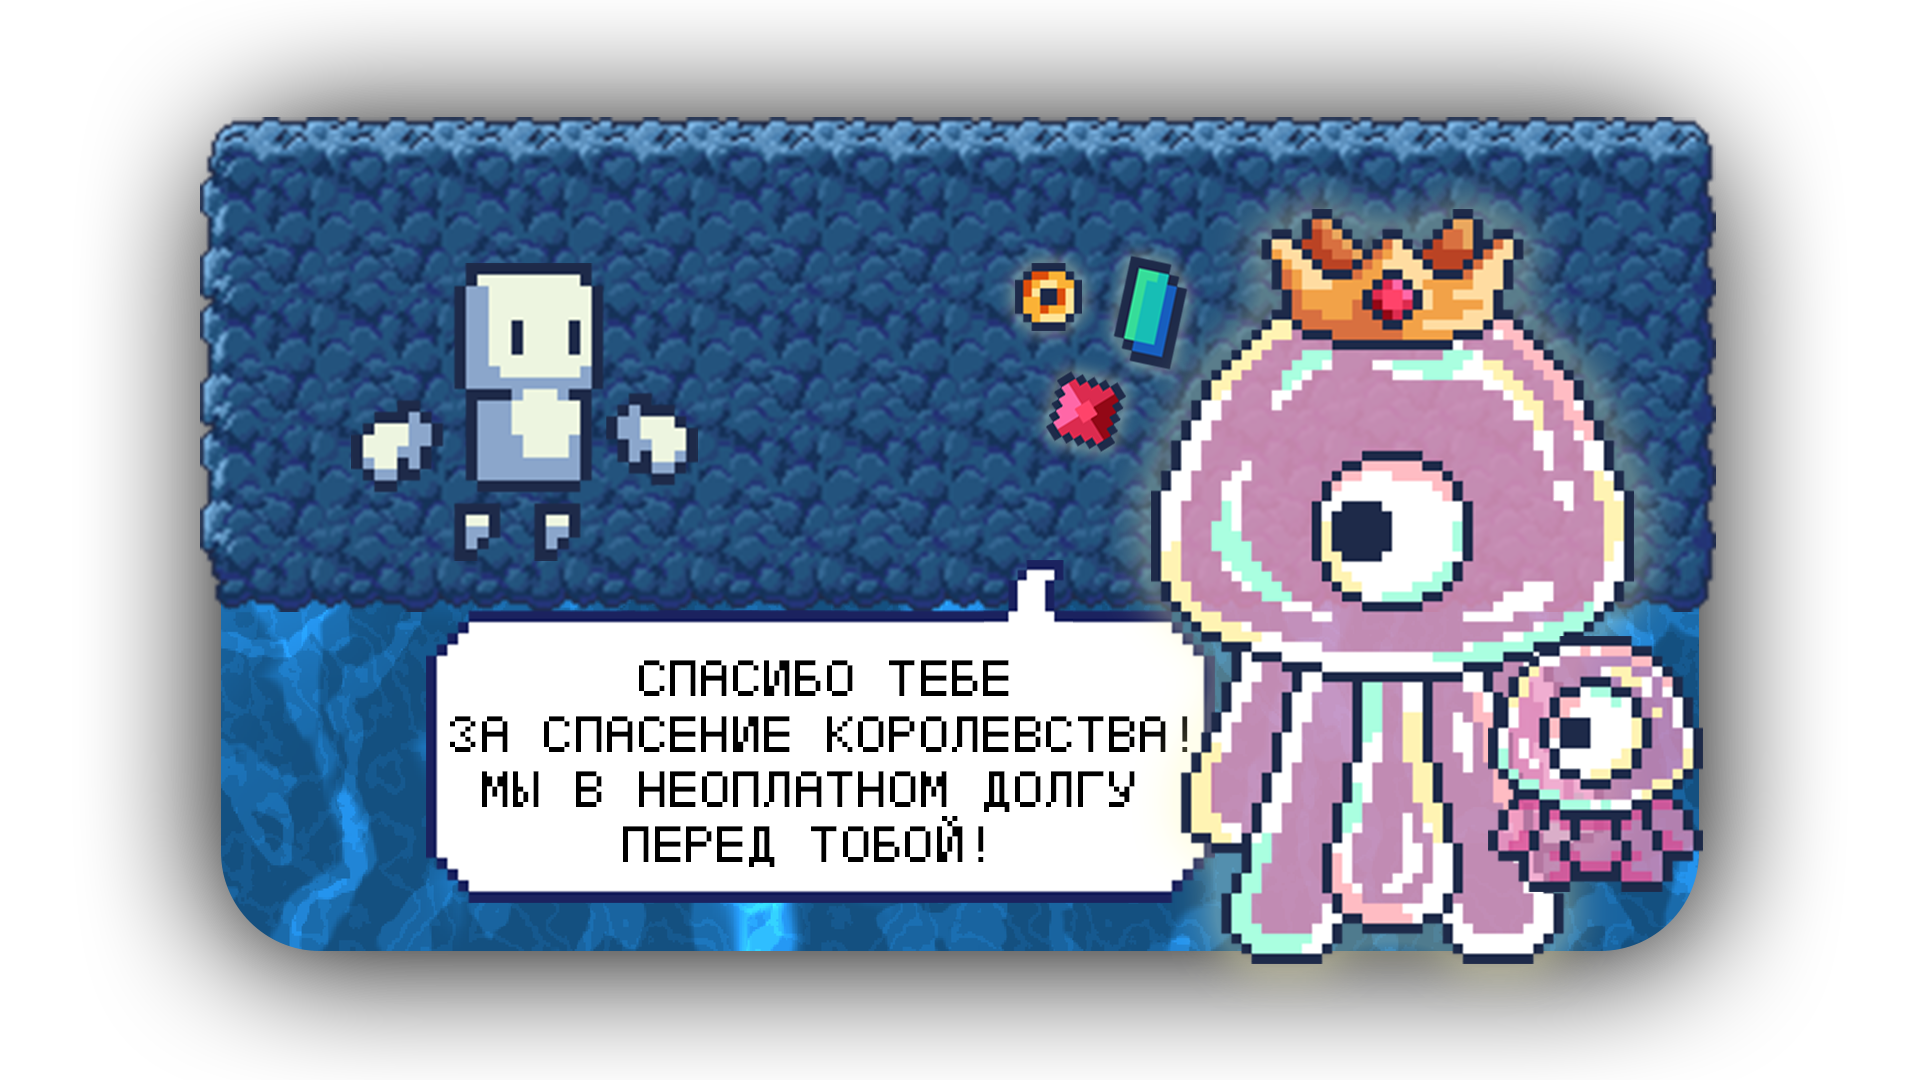 СПАСИБО ТЕБЕ
ЗА СПАСЕНИЕ КОРОЛЕВСТВА!
МЫ В НЕОПЛАТНОМ ДОЛГУ
ПЕРЕД ТОБОЙ!